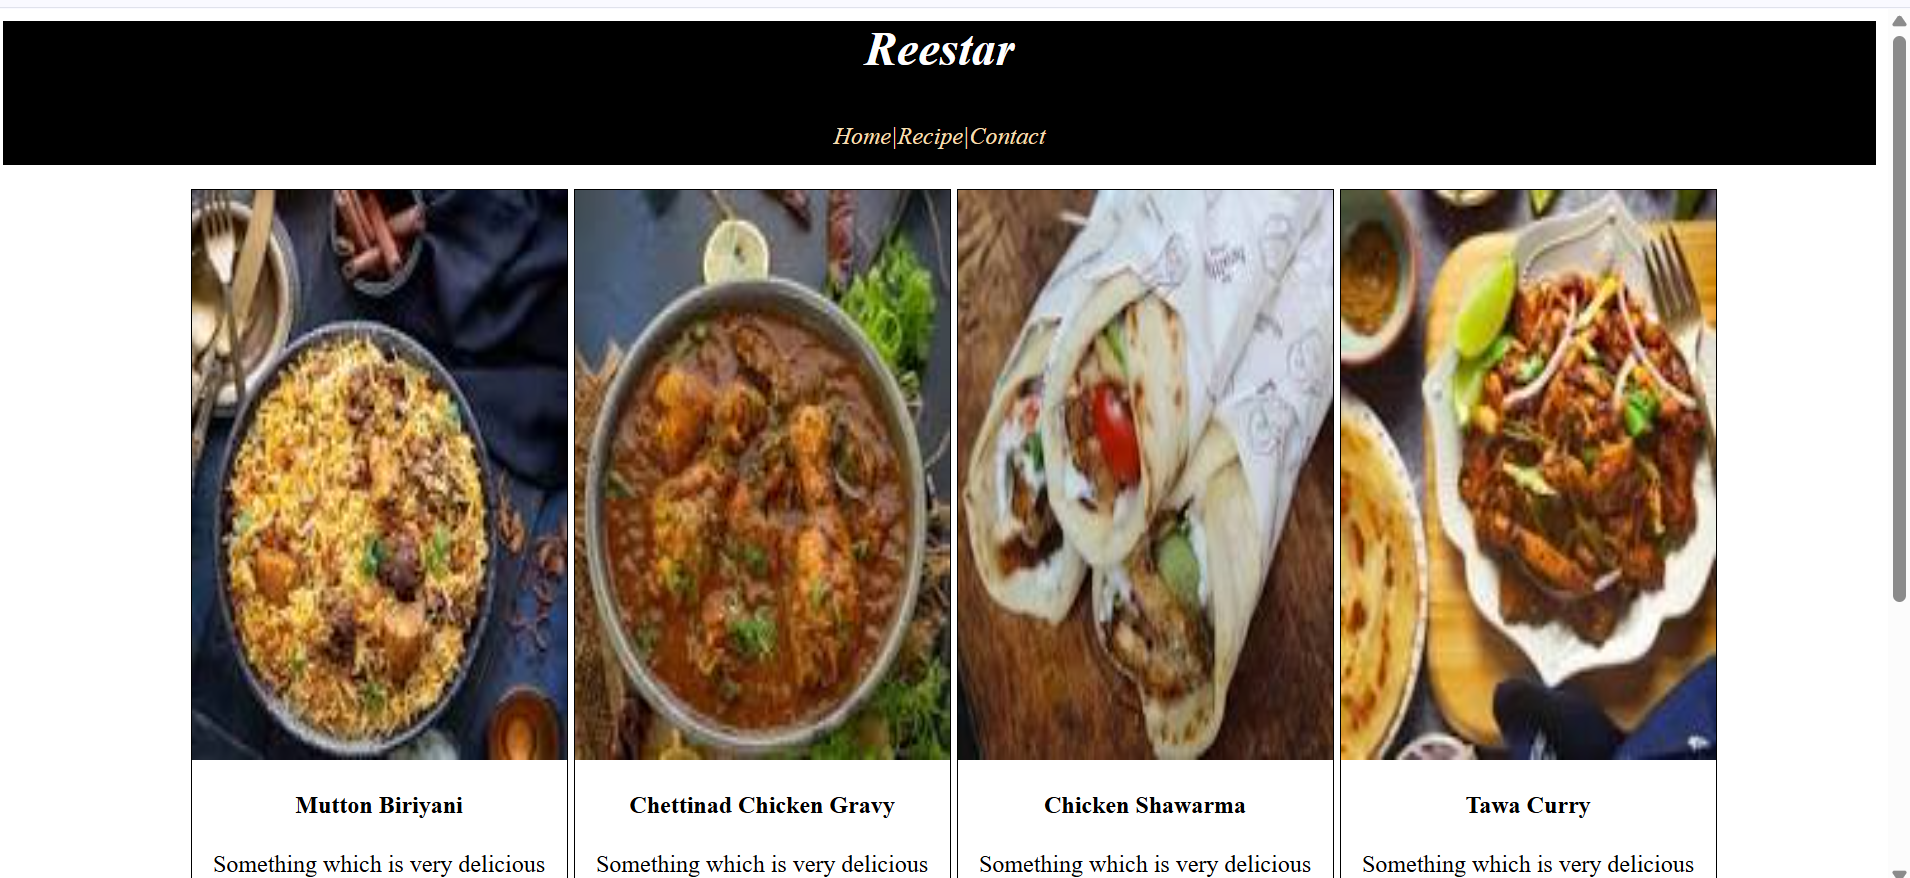 Reestar
Home|Recipe|Contact
Mutton Biriyani
Chettinad Chicken Gravy
Chicken Shawarma
Tawa Curry
Something which is very delicious
Something which is very delicious
Something which is very delicious
Something which is very delicious